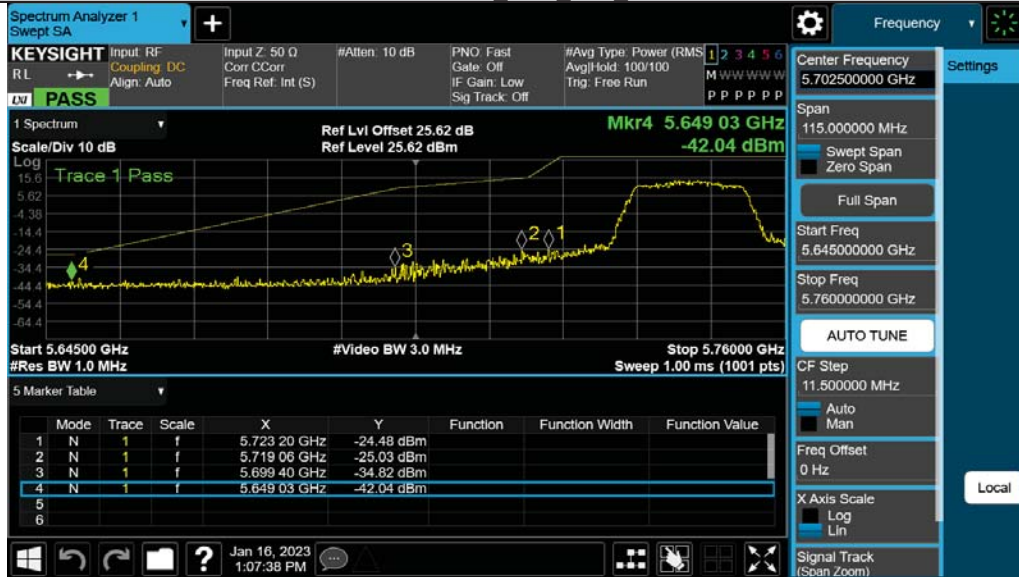 Spectrum Analyzer 1
Swept SA
+
Frequency
KEYSIGHT
RL
LXI PASS
Input: RF
Coupling: DC
Align: Auto
Input Z: 50 Ω
Corr CCorr
Freq Ref: Int (S)
#Atten: 10 dB
PNO: Fast
Gate: Off
IF Gain: Low
Sig Track: Off
#Avg Type: Power (RMS
Avg|Hold: 100/100
Trig: Free Run
1 2 3 4 5 6
M W W W W W
P P P P P P
1 Spectrum
Scale/Div 10 dB
Ref Lvl Offset 25.62 dB
Ref Level 25.62 dBm
Mkr4 5.649 03 GHz
-42.04 dBm
Log
Trace 1 Pass
15.6
5.62
-4.38
-14.4
-24.4
-34.4
-44.4
-54.4
-64.4
4
3
2
1
Start 5.64500 GHz
#Res BW 1.0 MHz
#Video BW 3.0 MHz
Stop 5.76000 GHz
Sweep 1.00 ms (1001 pts)
5 Marker Table
Mode Trace Scale X Y Function Function Width Function Value
1 N 1 f 5.723 20 GHz -24.48 dBm
2 N 1 f 5.719 06 GHz -25.03 dBm
3 N 1 f 5.699 40 GHz -34.82 dBm
4 N 1 f 5.649 03 GHz -42.04 dBm
5
6
Center Frequency
5.702500000 GHz
Span
115.000000 MHz
Swept Span
Zero Span
Full Span
Start Freq
5.645000000 GHz
Stop Freq
5.760000000 GHz
AUTO TUNE
CF Step
11.500000 MHz
Auto
Man
Freq Offset
0 Hz
X Axis Scale
Log
Lin
Signal Track
(Span Zoom)
Settings
Local
?
Jan 16, 2023
1:07:38 PM